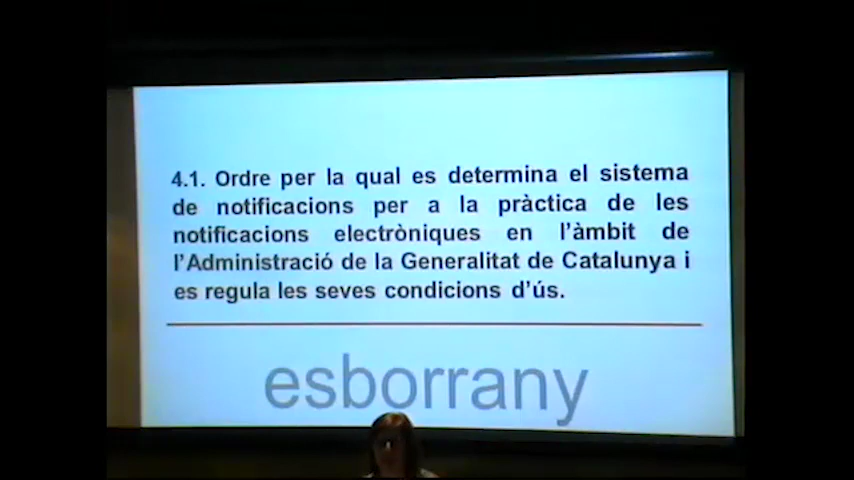 4.1. Ordre per la qual es determina el sistema
de notificacions per a la pràctica de les
notificacions electròniques en l'àmbit de
l'Administració de la Generalitat de Catalunya i
es regula les seves condicions d'ús.
esborrany